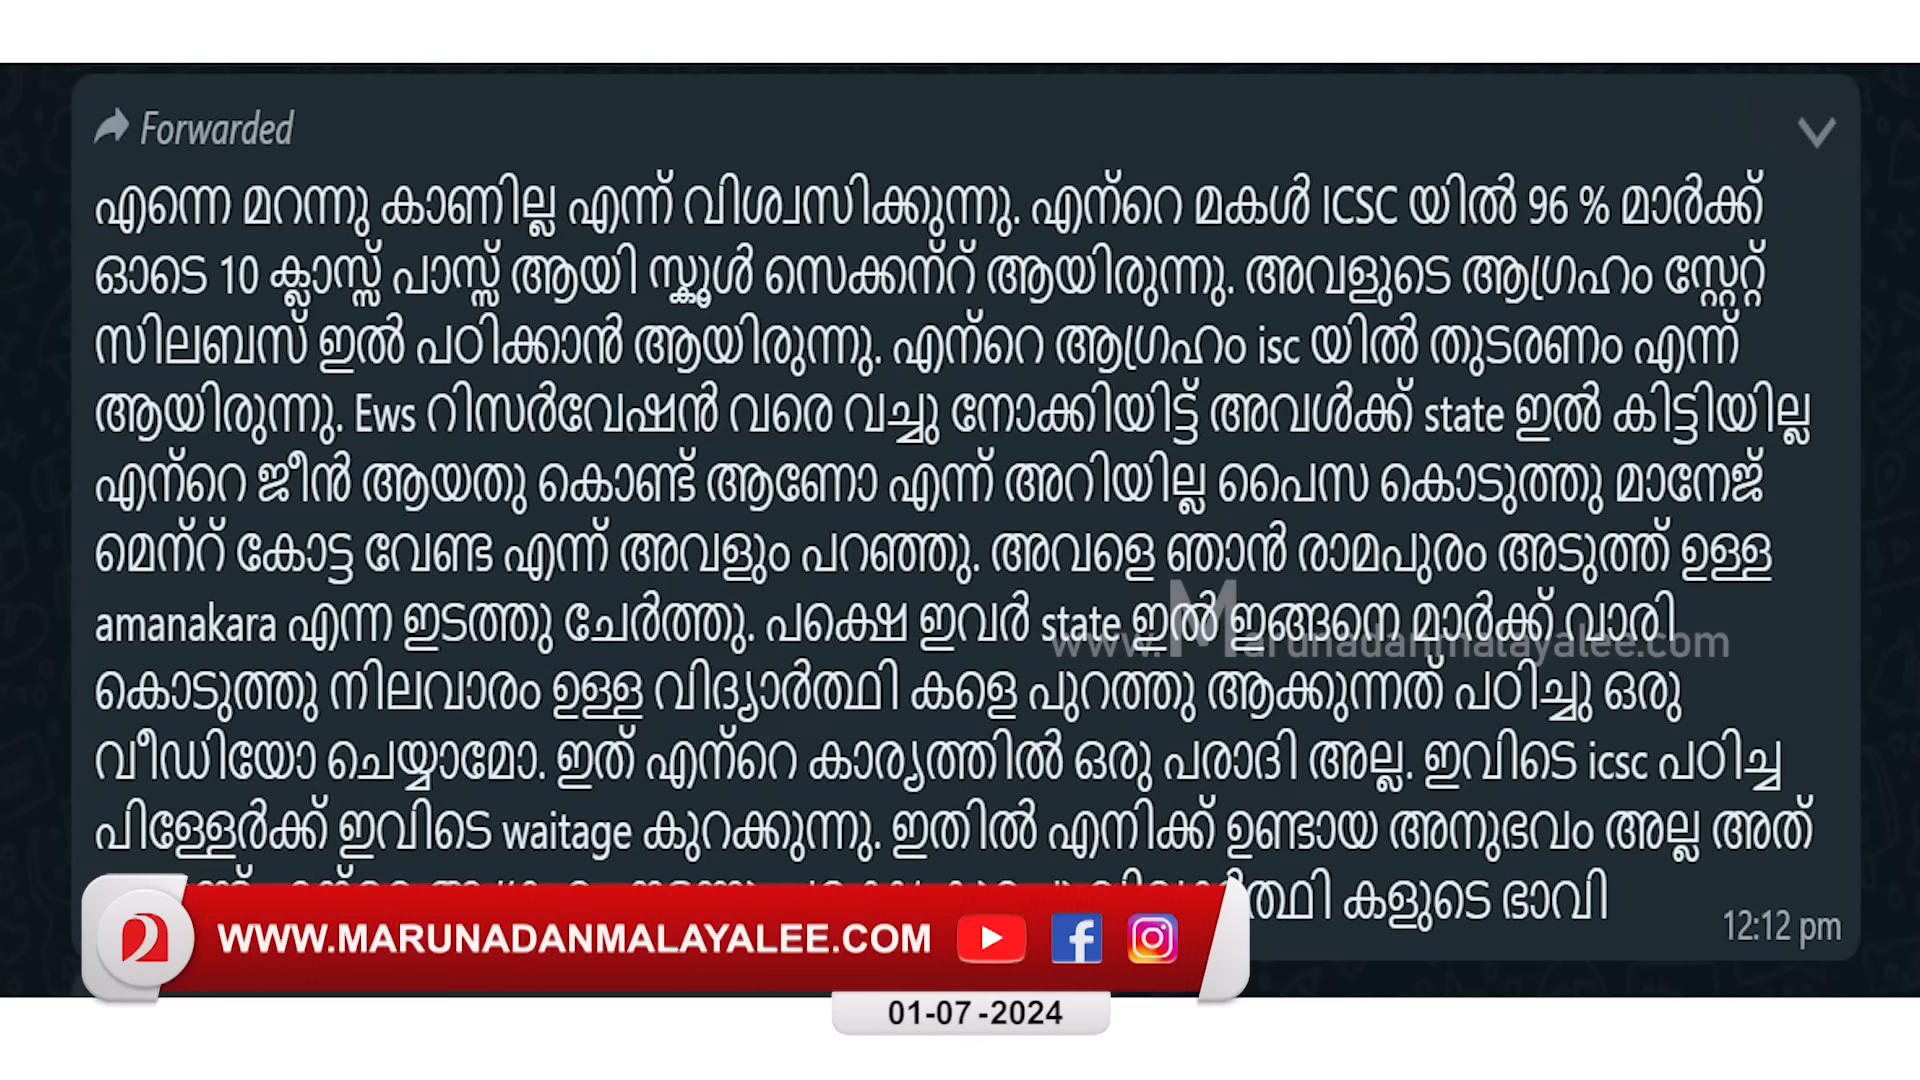 Forwarded
എന്നെ മറന്നു കാണില്ല എന്ന് വിശ്വസിക്കുന്നു. എന്റെ മകൾ ICSC യിൽ 96 % മാർക്ക്
ഓടെ 10 ക്ലാസ്സ് പാസ്സ് ആയി സ്കൂൾ സെക്കന്റ് ആയിരുന്നു. അവളുടെ ആഗ്രഹം സ്റ്റേറ്റ്
സിലബസ് ഇൽ പഠിക്കാൻ ആയിരുന്നു. എന്റെ ആഗ്രഹം isc യിൽ തുടരണം എന്ന്
ആയിരുന്നു. Ews റിസർവേഷൻ വരെ വച്ചു നോക്കിയിട്ട് അവൾക്ക് state ഇൽ കിട്ടിയില്ല
എന്റെ ജീൻ ആയതു കൊണ്ട് ആണോ എന്ന് അറിയില്ല പൈസ കൊടുത്തു മാനേജ്
മെന്റ് കോട്ട വേണ്ട എന്ന് അവളും പറഞ്ഞു. അവളെ ഞാൻ രാമപുരം അടുത്ത് ഉള്ള
amanakara എന്ന ഇടത്തു ചേർത്തു. പക്ഷെ ഇവർ state ഇൽ ഇങ്ങനെ മാർക്ക് വാരി
www.Marunadanmalayalee.com
കൊടുത്തു നിലവാരം ഉള്ള വിദ്യാർത്ഥി കളെ പുറത്തു ആക്കുന്നത് പഠിച്ചു ഒരു
വീഡിയോ ചെയ്യാമോ. ഇത് എന്റെ കാര്യത്തിൽ ഒരു പരാദി അല്ല. ഇവിടെ icsc പഠിച്ച
പിള്ളേർക്ക് ഇവിടെ waitage കുറക്കുന്നു. ഇതിൽ എനിക്ക് ഉണ്ടായ അനുഭവം അല്ല അത്
കളുടെ ഭാവി
12:12 pm
WWW.MARUNADANMALAYALEE.COM
01-07-2024